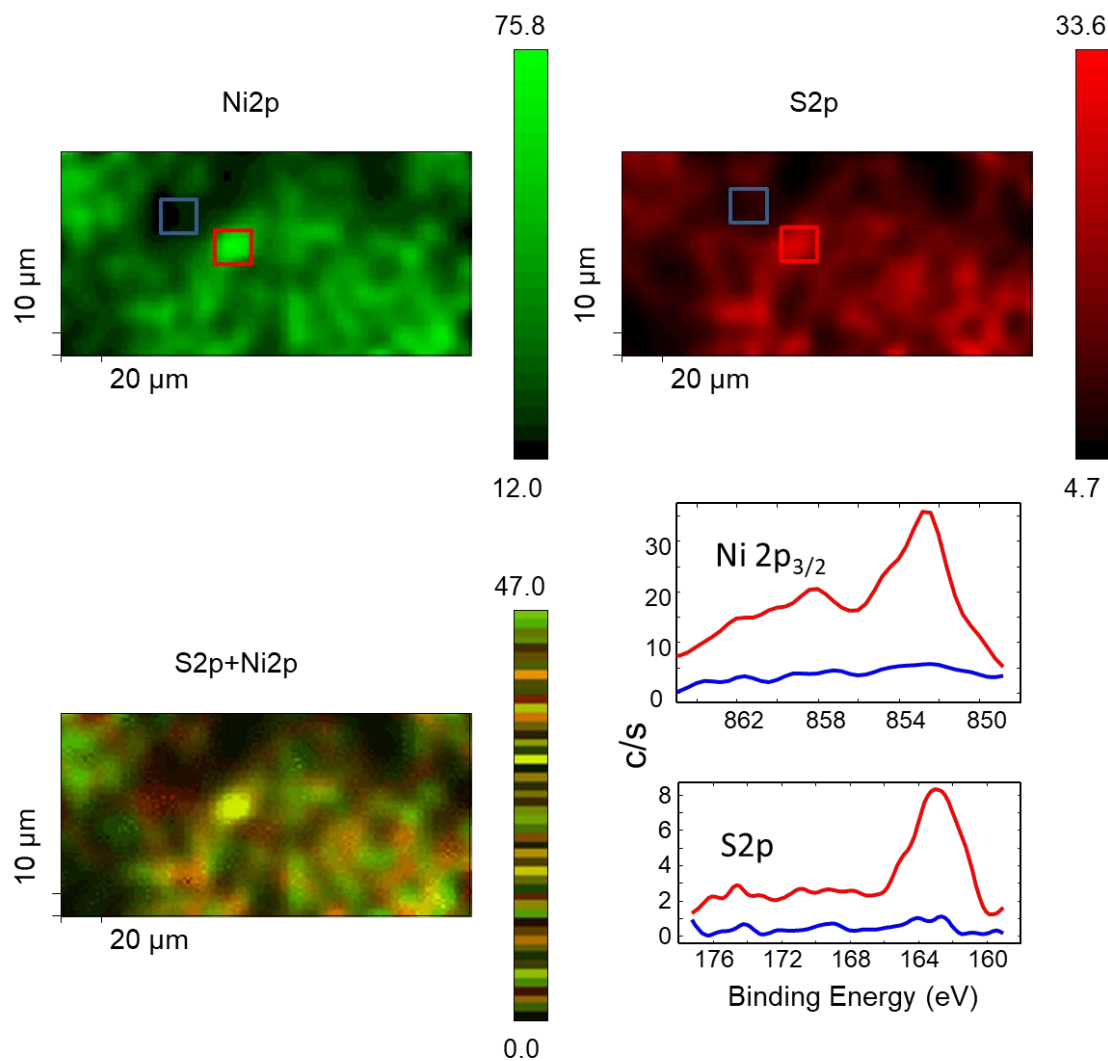 75.8
33.6
Ni2p
S2p
10 µm
20 µm
10 µm
20 µm
12.0
4.7
47.0
S2p+Ni2p
10 µm
20 µm
0.0
Ni 2p3/2
30
20
10
0
862 858 854 850
c/s
S2p
8
6
4
2
0
176 172 168 164 160
Binding Energy (eV)